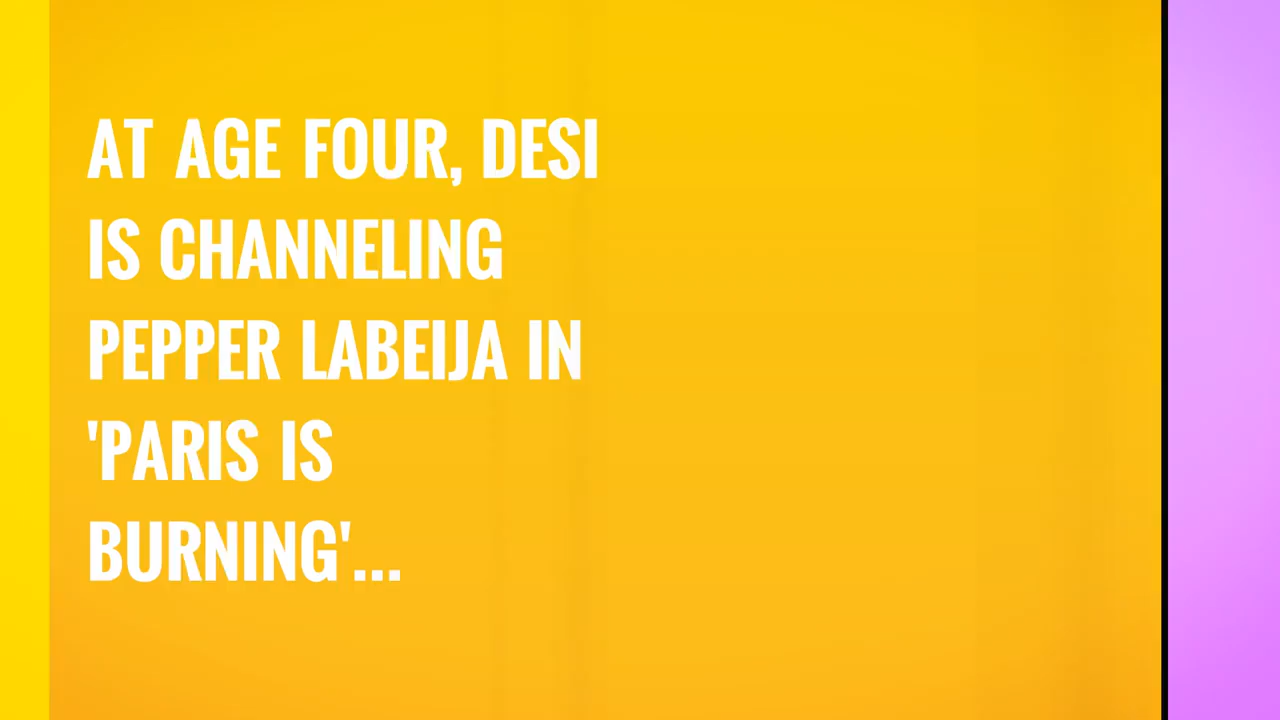 AT AGE FOUR, DESI
IS CHANNELING
PEPPER LABEIJA IN
'PARIS IS
BURNING'...